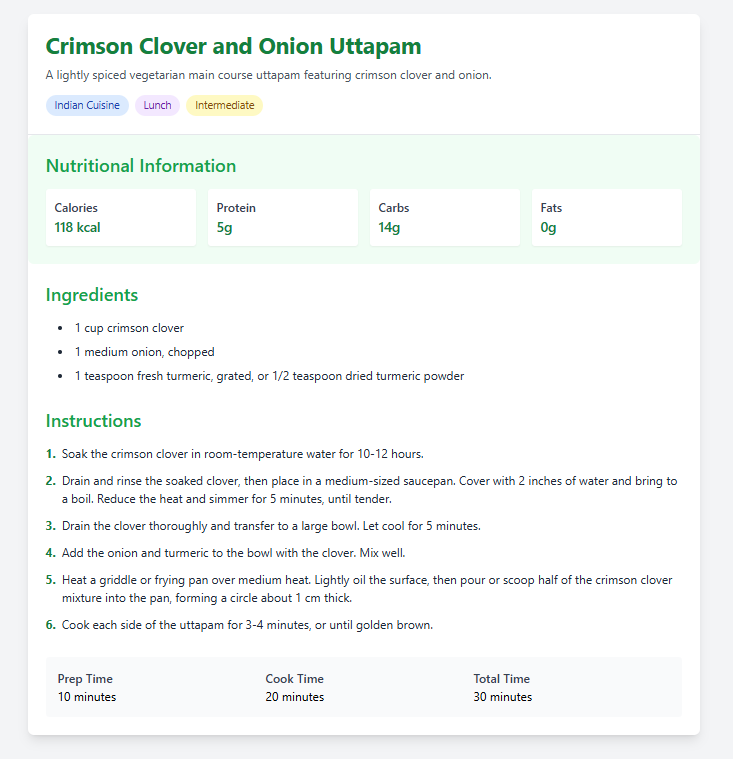 Crimson Clover and Onion Uttapam
A lightly spiced vegetarian main course uttapam featuring crimson clover and onion.
Indian Cuisine Lunch Intermediate
Nutritional Information
Calories Protein Carbs Fats
118 kcal 5g 14g 0g
Ingredients
• 1 cup crimson clover
• 1 medium onion, chopped
• 1 teaspoon fresh turmeric, grated, or 1/2 teaspoon dried turmeric powder
Instructions
1. Soak the crimson clover in room-temperature water for 10-12 hours.
2. Drain and rinse the soaked clover, then place in a medium-sized saucepan. Cover with 2 inches of water and bring to
a boil. Reduce the heat and simmer for 5 minutes, until tender.
3. Drain the clover thoroughly and transfer to a large bowl. Let cool for 5 minutes.
4. Add the onion and turmeric to the bowl with the clover. Mix well.
5. Heat a griddle or frying pan over medium heat. Lightly oil the surface, then pour or scoop half of the crimson clover
mixture into the pan, forming a circle about 1 cm thick.
6. Cook each side of the uttapam for 3-4 minutes, or until golden brown.
Prep Time Cook Time Total Time
10 minutes 20 minutes 30 minutes